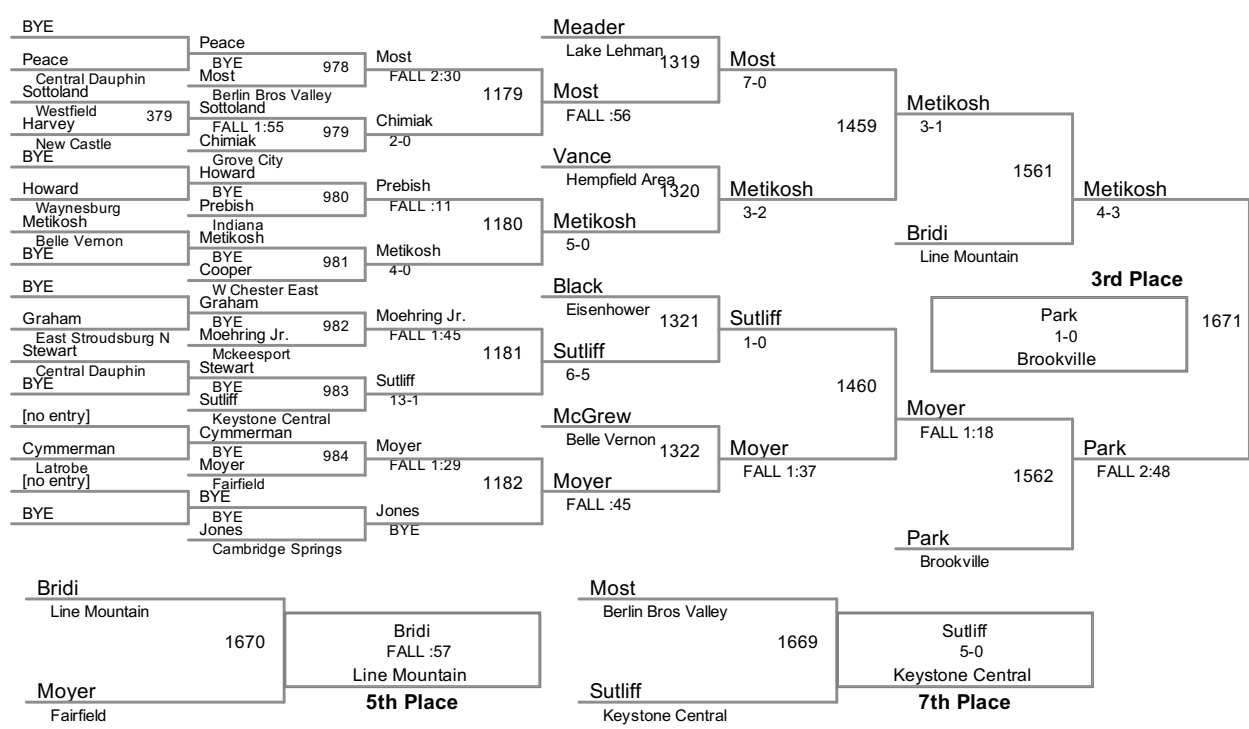 BYE
Peace
Central Dauphin
Sottoland
Westfield
379
Harvey
New Castle
BYE
Howard
Waynesburg
Metikosh
Belle Vernon
BYE
BYE
Graham
East Stroudsburg N
Stewart
Central Dauphin
BYE
[no entry]
Cymmerman
Latrobe
[no entry]
BYE
Peace
BYE
978
Most
Berlin Bros Valley
Sottoland
FALL 1:55
979
Chimiak
Grove City
Howard
BYE
980
Prebish
Indiana
Metikosh
BYE
981
Cooper
W Chester East
Graham
BYE
982
Moehring Jr.
Mckeesport
Stewart
BYE
983
Sutliff
Keystone Central
Cymmerman
BYE
984
Moyer
Fairfield
BYE
BYE
Jones
Cambridge Springs
Most
FALL 2:30
1179
Chimiak
2-0
Prebish
FALL :11
1180
Metikosh
4-0
Moehring Jr.
FALL 1:45
1181
Sutliff
13-1
Moyer
FALL 1:29
1182
Jones
BYE
Meader
Lake Lehman
1319
Most
FALL :56
Vance
Hempfield Area
1320
Metikosh
5-0
Black
Eisenhower
1321
Sutliff
6-5
McGrew
Belle Vernon
1322
Moyer
FALL :45
Most
7-0
1459
Metikosh
3-2
Sutliff
1-0
1460
Moyer
FALL 1:37
Metikosh
3-1
1561
Bridi
Line Mountain
Moyer
FALL 1:18
1562
Park
Brookville
Metikosh
4-3
1671
Park
FALL 2:48
3rd Place
Park
1-0
Brookville
Bridi
Line Mountain
1670
Moyer
Fairfield
Bridi
FALL :57
Line Mountain
5th Place
Most
Berlin Bros Valley
1669
Sutliff
Keystone Central
Sutliff
5-0
Keystone Central
7th Place